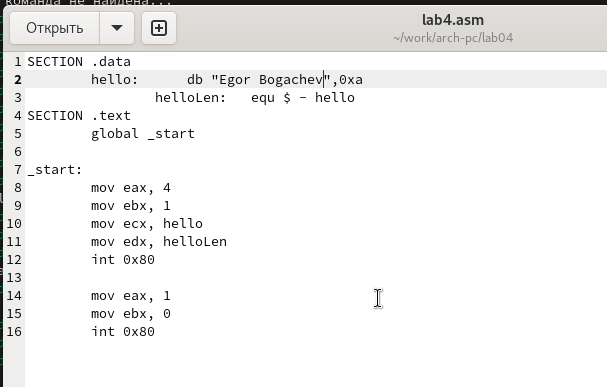 команда не найдена...
Открыть
lab4.asm
~/work/arch-pc/lab04
1 SECTION .data
2 hello: db "Egor Bogachev",0xa
3 helloLen: equ $ - hello
4 SECTION .text
5 global _start
6
7 _start:
8 mov eax, 4
9 mov ebx, 1
10 mov ecx, hello
11 mov edx, helloLen
12 int 0x80
13
14 mov eax, 1
15 mov ebx, 0
16 int 0x80